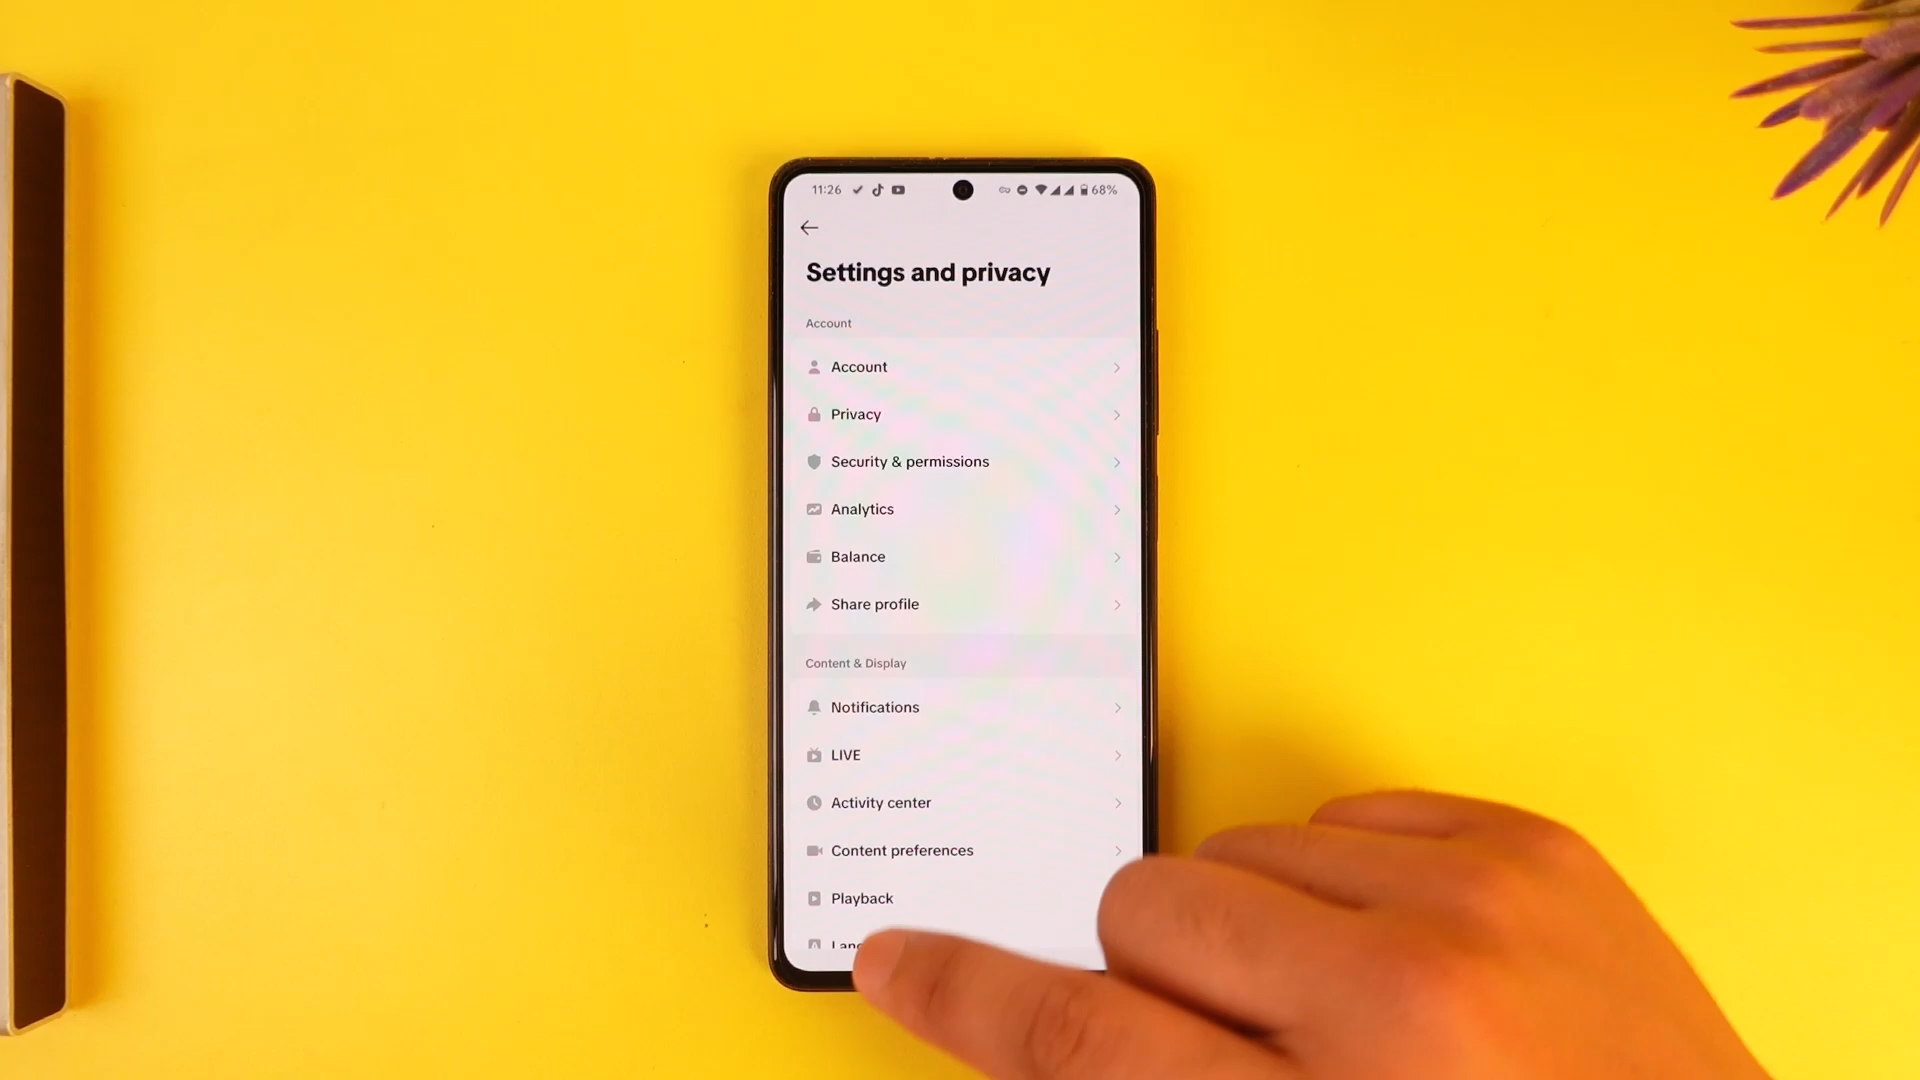 11:26 68%
Settings and privacy
Account
Account
Privacy
Security & permissions
Analytics
Balance
Share profile
Content & Display
Notifications
LIVE
Activity center
Content preferences
Playback